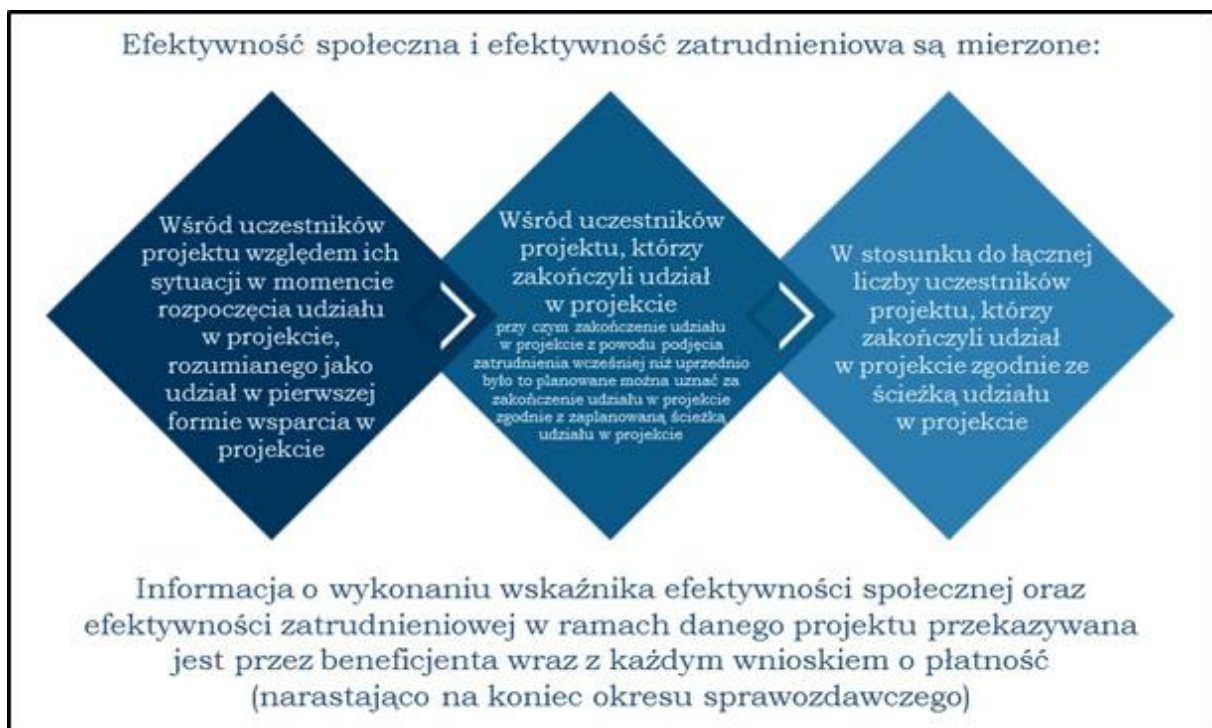 Efektywność społeczna i efektywność zatrudnieniowa są mierzone:
Wśród uczestników
projektu względem ich
sytuacji w momencie
rozpoczęcia udziału
w projekcie,
rozumianego jako
udział w pierwszej
formie wsparcia w
projekcie
Wśród uczestników
projektu, którzy
zakończyli udział
w projekcie
przy czym zakończenie udziału
w projekcie z powodu podjęcia
zatrudnienia wcześniej niż uprzednio
było to planowane można uznać za
zakończenie udziału w projekcie
zgodnie z zaplanowaną ścieżką
udziału w projekcie
W stosunku do łącznej
liczby uczestników
projektu, którzy
zakończyli udział
w projekcie zgodnie ze
ścieżką udziału
w projekcie
Informacja o wykonaniu wskaźnika efektywności społecznej oraz
efektywności zatrudnieniowej w ramach danego projektu przekazywana
jest przez beneficjenta wraz z każdym wnioskiem o płatność
(narastająco na koniec okresu sprawozdawczego)